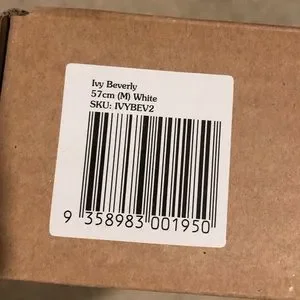 Ivy Beverly
57cm (M) White
SKU: IVYBEV2
9 358983 001950